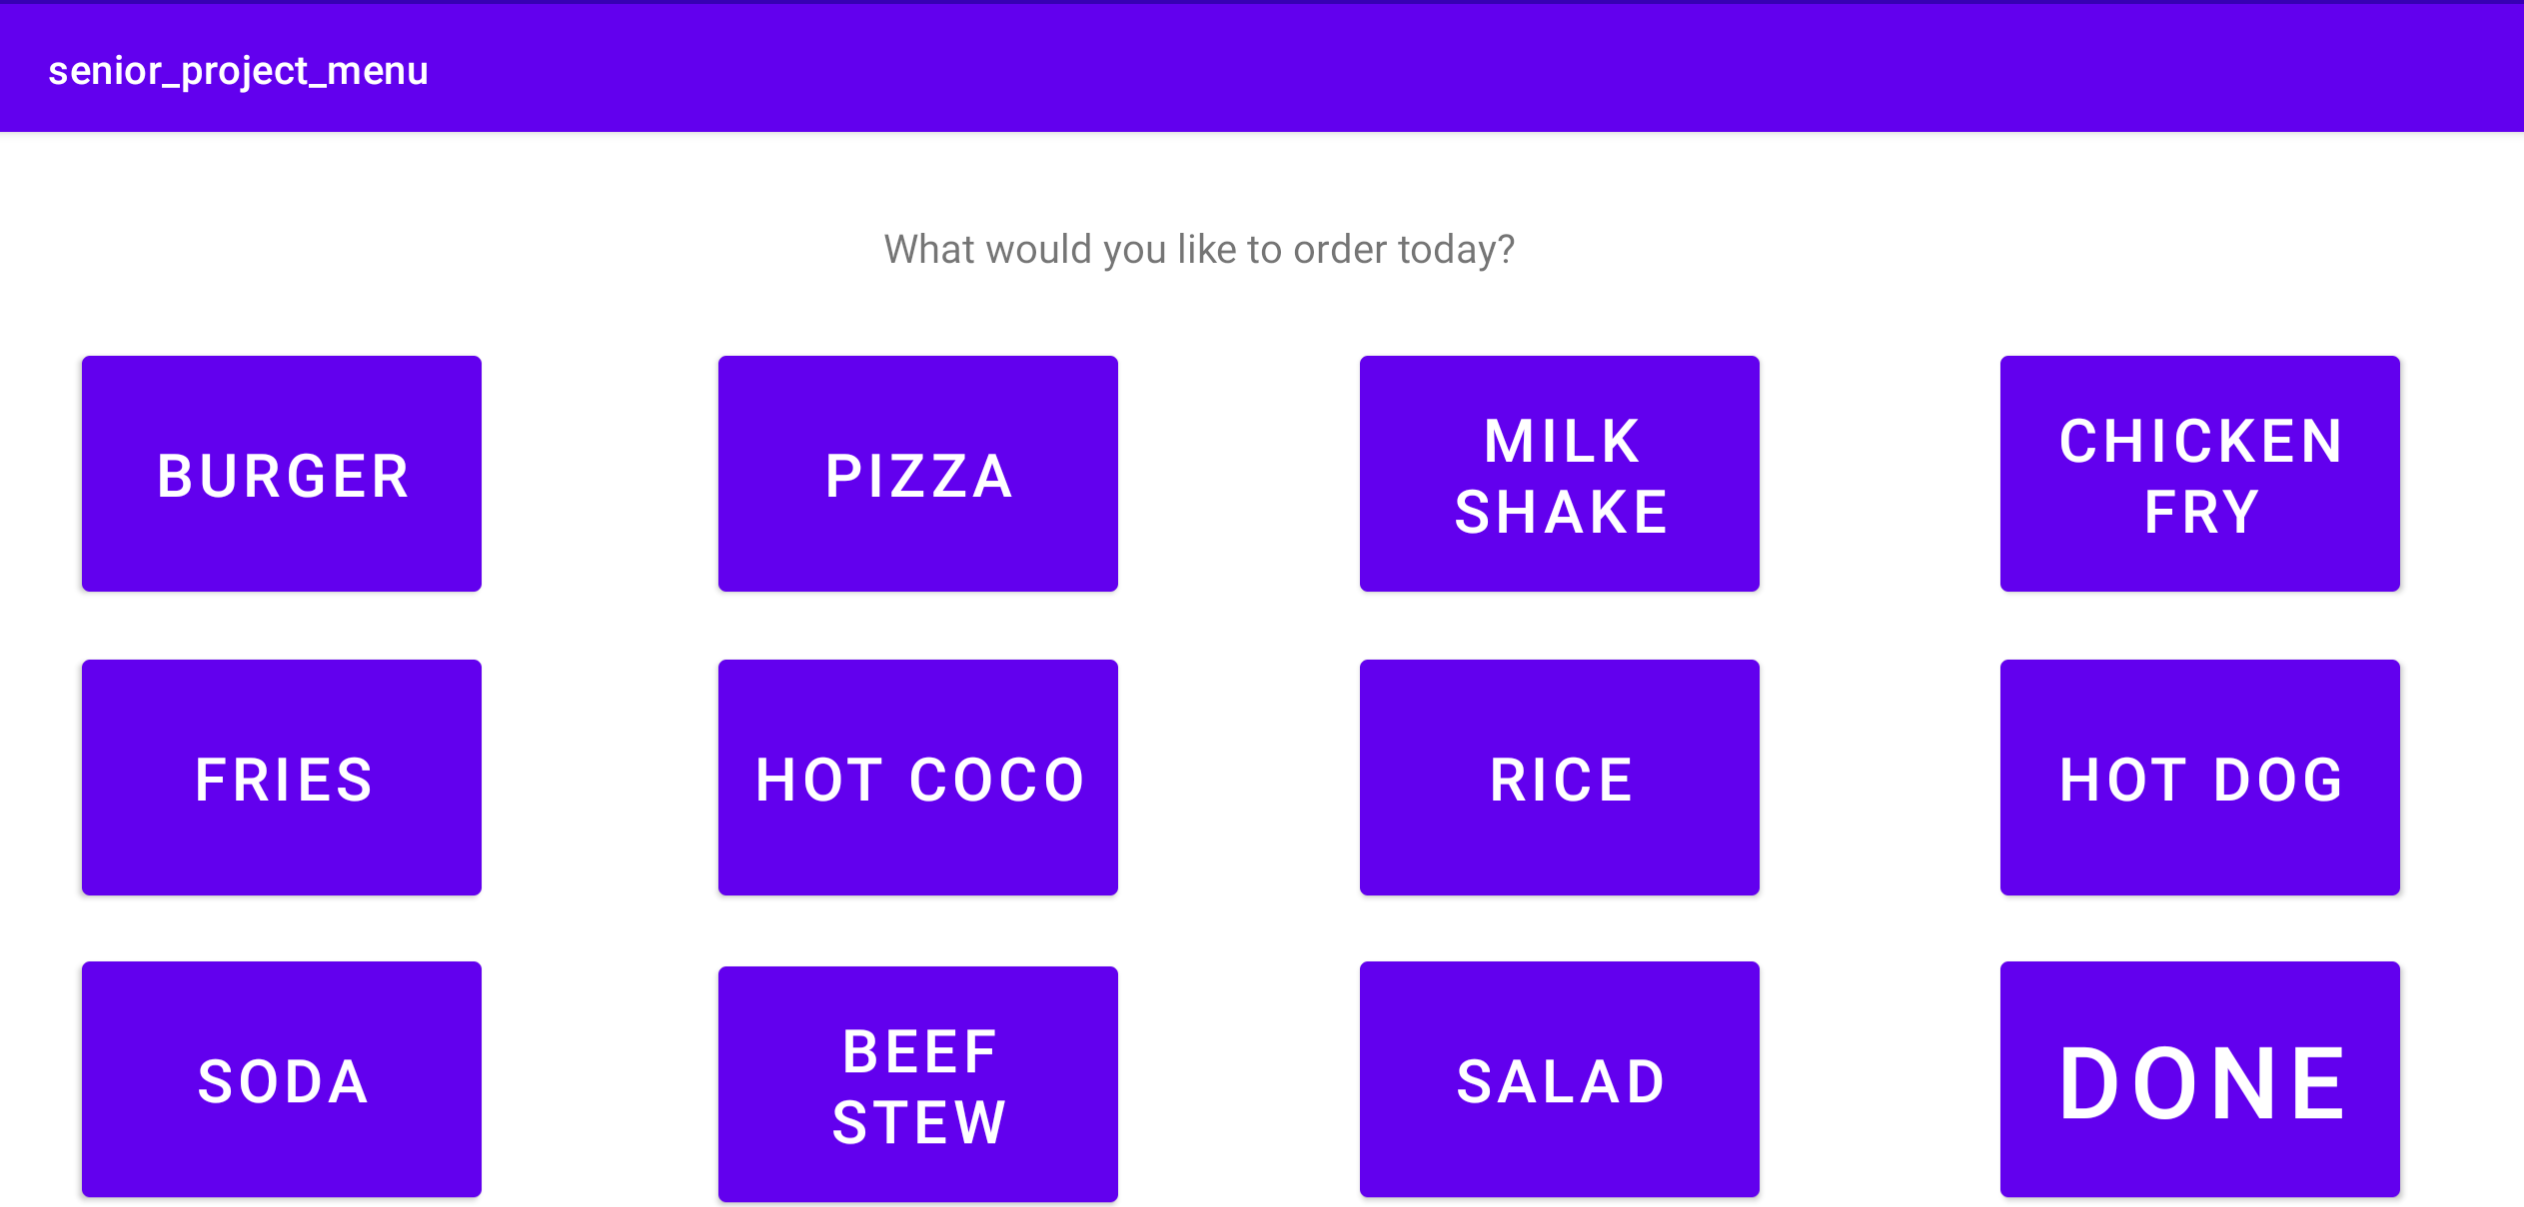 senior_project_menu
What would you like to order today?
BURGER
PIZZA
MILK
SHAKE
CHICKEN
FRY
FRIES
HOT COCO
RICE
HOT DOG
SODA
BEEF
STEW
SALAD
DONE